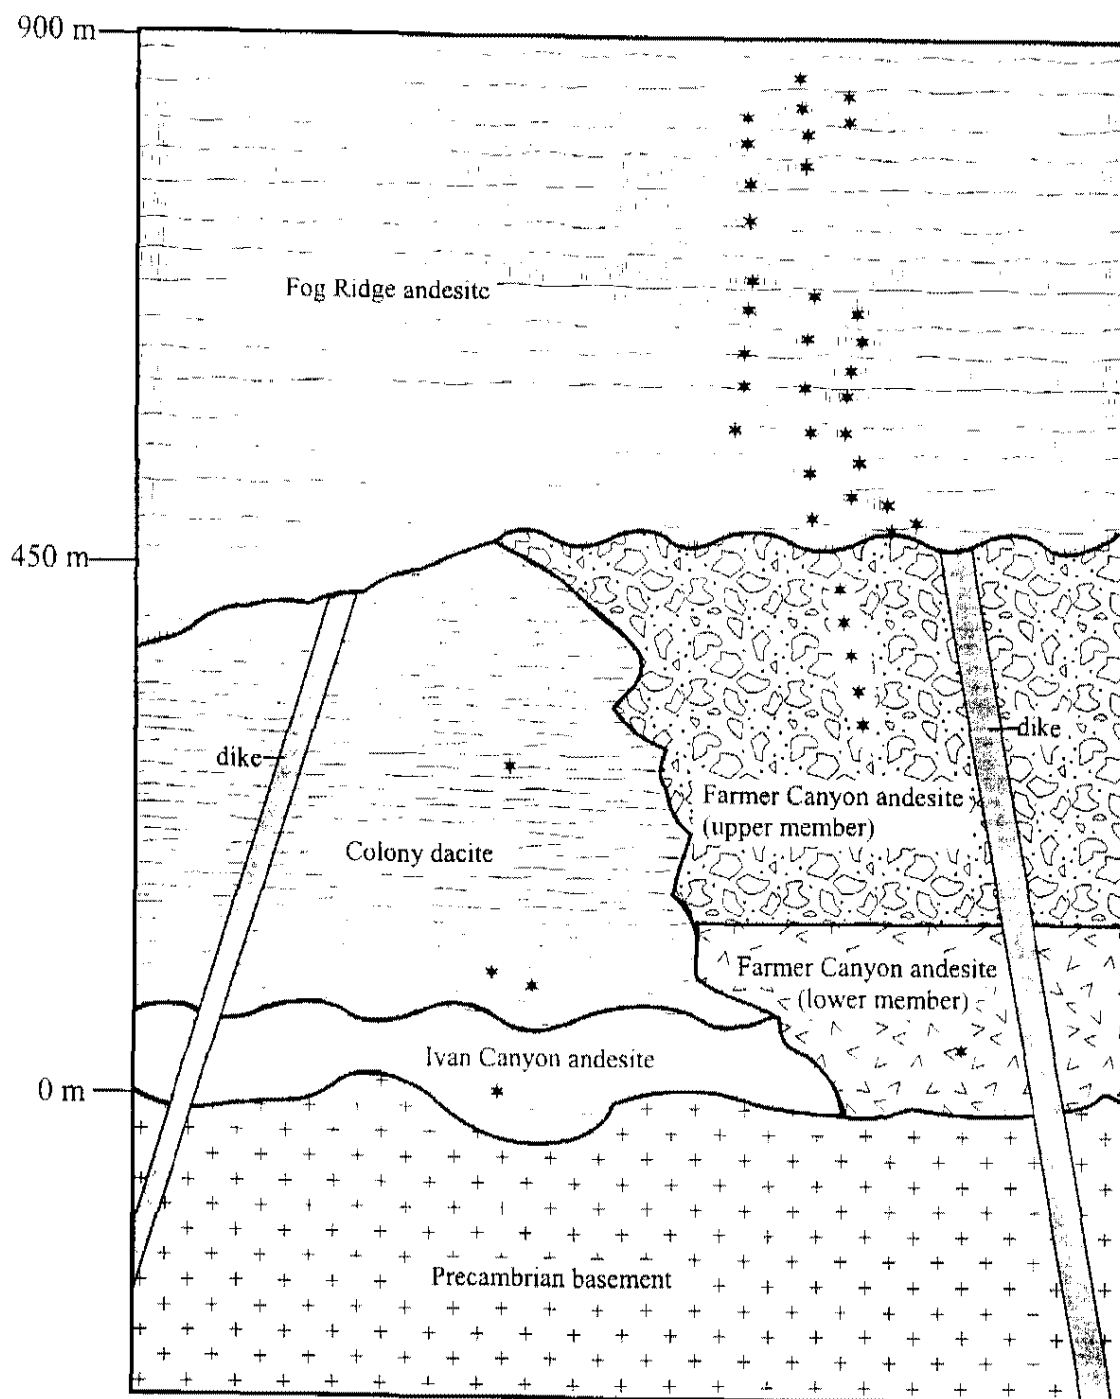 900 m
Fog Ridge andesite
450 m
dike
dike
Farmer Canyon andesite
(upper member)
Colony dacite
Farmer Canyon andesite
(lower member)
Ivan Canyon andesite
0 m
Precambrian basement